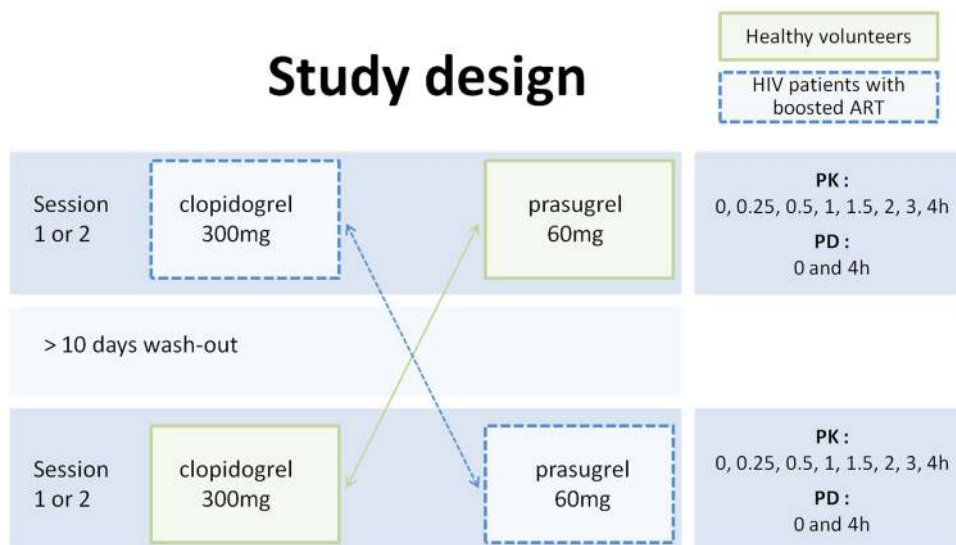 Study design
Healthy volunteers
HIV patients with
boosted ART
Session
1 or 2
clopidogrel
300mg
prasugrel
60mg
PK :
0, 0.25, 0.5, 1, 1.5, 2, 3, 4h
PD :
0 and 4h
> 10 days wash-out
Session
1 or 2
clopidogrel
300mg
prasugrel
60mg
PK :
0, 0.25, 0.5, 1, 1.5, 2, 3, 4h
PD :
0 and 4h